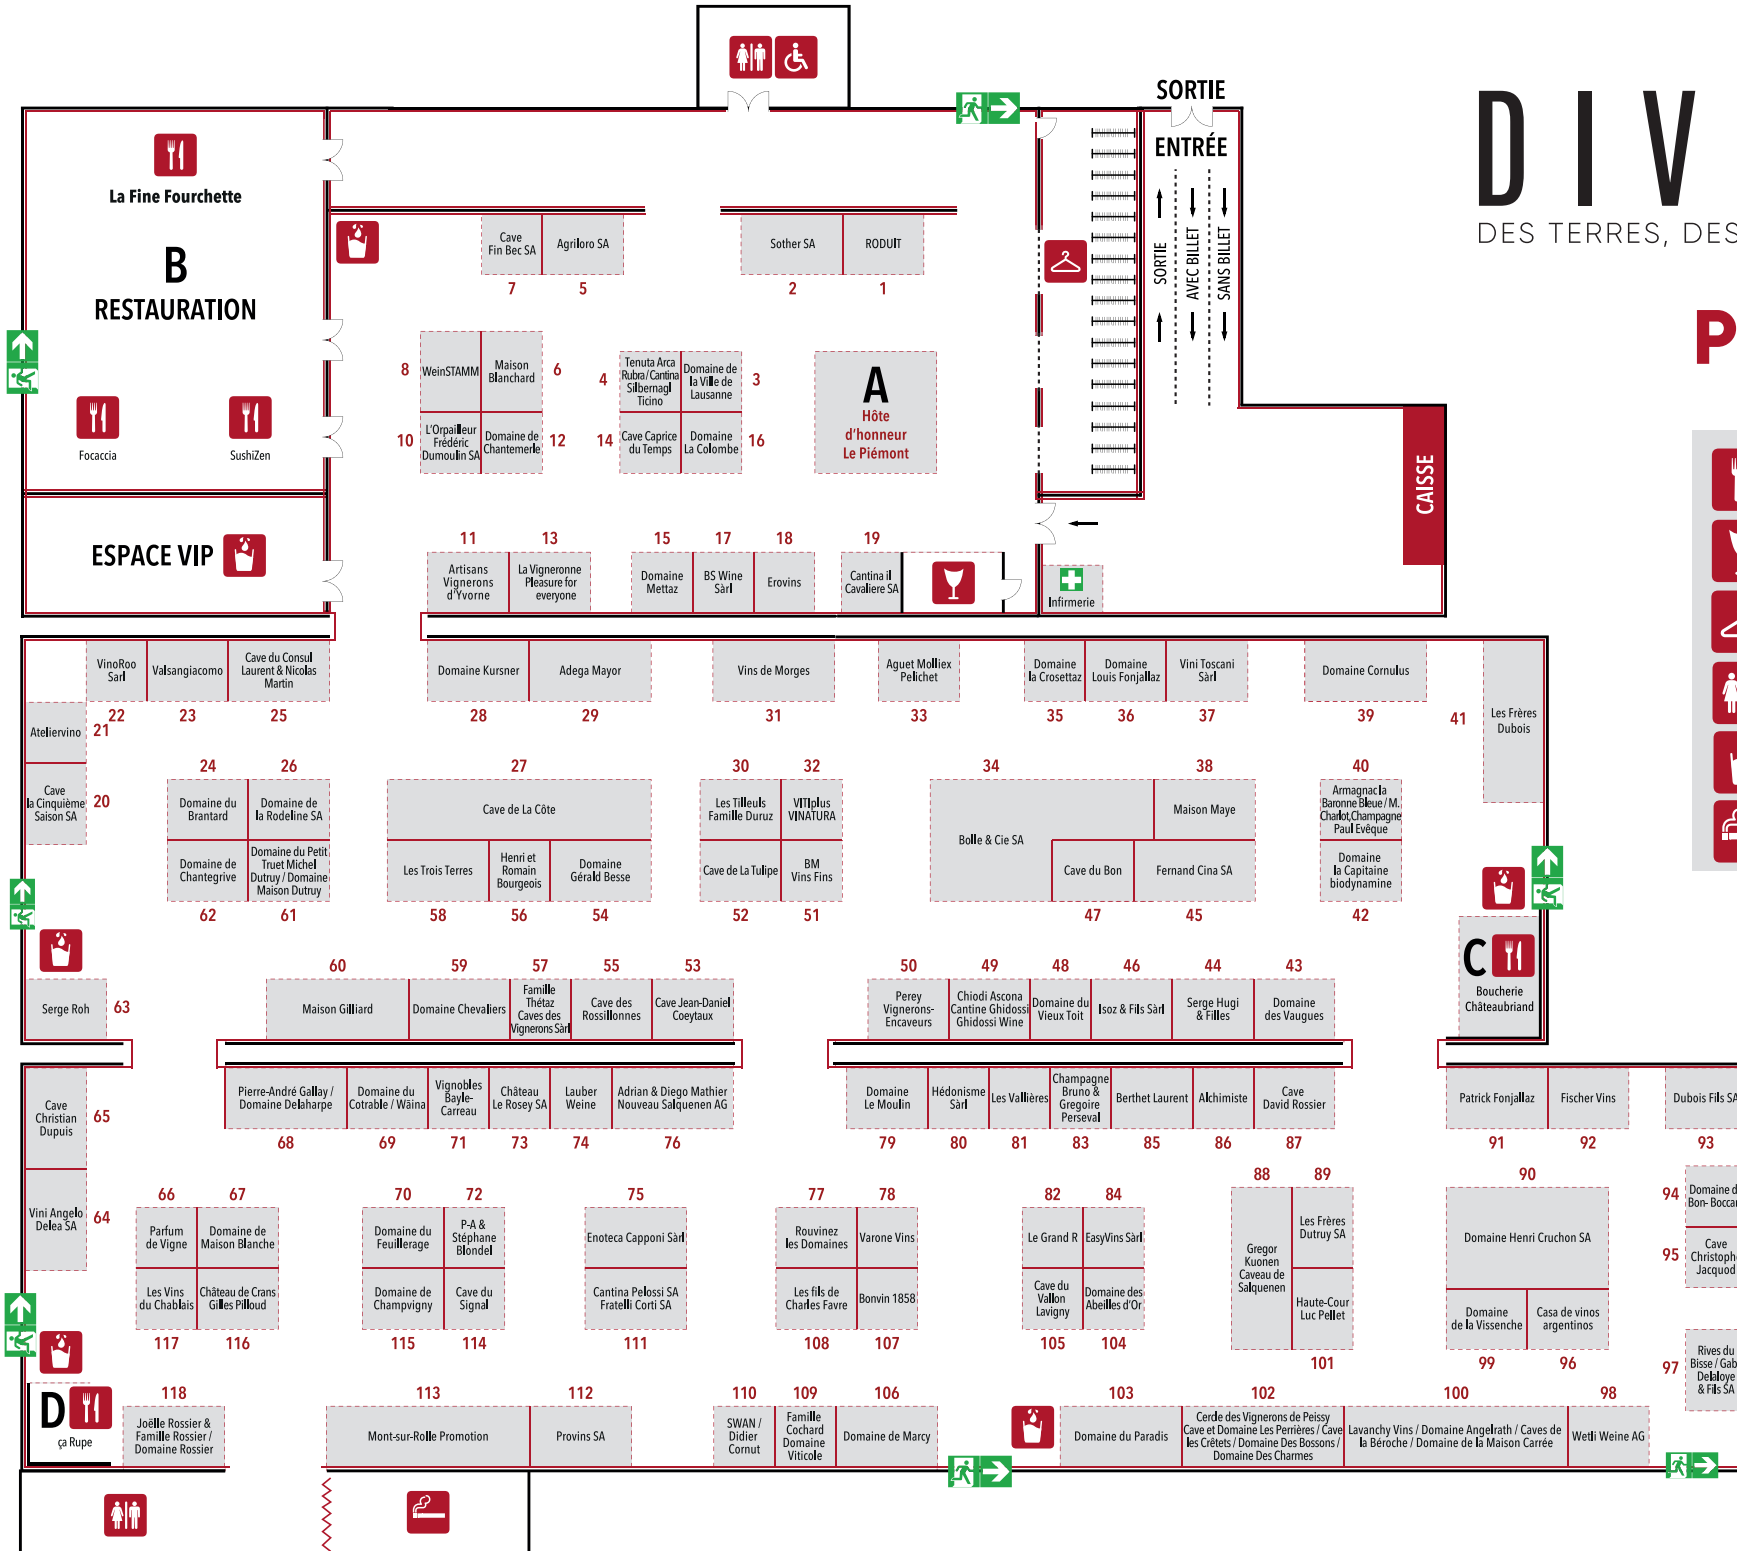 SORTIE
ENTRÉE
SORTIE
AVEC BILLET
SANS BILLET
CAISSE
DIV
DES TERRES, DES
P
La Fine Fourchette
B
RESTAURATION
Focaccia
SushiZen
ESPACE VIP
Cave
Fin Bec SA
7
Agriloro SA
5
Sother SA
2
RODUIT
1
8
WeinSTAMM
Maison
Blanchard
6
10
L'Orpailleur
Frédéric
Dumoulin SA
Domaine de
Chantemerle
12
4
Tenuta Arca
Rubra/Cantina
Silbernagl
Ticino
Domaine de
la Ville de
Lausanne
3
14
Cave Caprice
du Temps
Domaine
La Colombe
16
A
Hôte
d'honneur
Le Piémont
11
Artisans
Vignerons
d'Yvorne
13
La Vigneronne
Pleasure for
everyone
15
Domaine
Mettaz
17
BS Wine
Sàrl
18
Erovins
19
Cantina il
Cavaliere SA
Infirmerie
VinoRoo
Sarl
22
Valsangiacomo
23
Cave du Consul
Laurent & Nicolas
Martin
25
Domaine Kursner
28
Adega Mayor
29
Vins de Morges
31
Aguet Molliex
Pelichet
33
Domaine
la Crosettaz
35
Domaine
Louis Fonjallaz
36
Vini Toscani
Sàrl
37
Domaine Cornulus
39
41
Les Frères
Dubois
Ateliervino
21
Cave
la Cinquième
Saison SA
20
24
Domaine du
Brantard
26
Domaine de
la Rodeline SA
Domaine de
Chantegrive
62
Domaine du Petit
Truet Michel
Dutruy / Domaine
Maison Dutruy
61
27
Cave de La Côte
Les Trois Terres
58
Henri et
Romain
Bourgeois
56
Domaine
Gérald Besse
54
30
Les Tilleuls
Famille Duruz
32
VITIplus
VINATURA
Cave de La Tulipe
52
BM
Vins Fins
51
34
Bolle & Cie SA
38
Maison Maye
Cave du Bon
47
Fernand Cina SA
45
40
Armagnac la
Baronne Bleue / M.
Charlot,Champagne
Paul Evêque
Domaine
la Capitaine
biodynamine
42
C
Boucherie
Châteaubriand
Serge Roh
63
60
Maison Gilliard
59
Domaine Chevaliers
57
Famille
Thétaz
Caves des
Vignerons Sàrl
55
Cave des
Rossillonnes
53
Cave Jean-Daniel
Coeytaux
50
Perey
Vignerons-
Encaveurs
49
Chiodi Ascona
Cantine Ghidossi
Ghidossi Wine
48
Domaine du
Vieux Toit
46
Isoz & Fils Sàrl
44
Serge Hugi
& Filles
43
Domaine
des Vaugues
Cave
Christian
Dupuis
65
Vini Angelo
Delea SA
64
Pierre-André Gallay /
Domaine Delaharpe
68
Domaine du
Cotrable / Wäina
69
Vignobles
Bayle-
Carreau
71
Château
Le Rosey SA
73
Lauber
Weine
74
Adrian & Diego Mathier
Nouveau Salquenen AG
76
Domaine
Le Moulin
79
Hédonisme
Sàrl
80
Les Vallières
81
Champagne
Bruno &
Gregoire
Perseval
83
Berthet Laurent
85
Alchimiste
86
Cave
David Rossier
87
Patrick Fonjallaz
91
Fischer Vins
92
Dubois Fils SA
93
66
Parfum
de Vigne
67
Domaine de
Maison Blanche
Les Vins
du Chablais
117
Château de Crans
Gilles Pilloud
116
70
Domaine du
Feuillerage
72
P-A &
Stéphane
Blondel
Domaine de
Champvigny
115
Cave du
Signal
114
75
Enoteca Capponi Sàrl
Cantina Pelossi SA
Fratelli Corti SA
111
77
Rouvinez
les Domaines
78
Varone Vins
Les fils de
Charles Favre
108
Bonvin 1858
107
82
Le Grand R
84
EasyVins Sàrl
Cave du
Vallon
Lavigny
105
Domaine des
Abeilles d'Or
104
88
Gregor
Kuonen
Caveau de
Salquenen
89
Les Frères
Dutruy SA
Haute-Cour
Luc Pellet
101
90
Domaine Henri Cruchon SA
Domaine
de la Vissenche
99
Casa de vinos
argentinos
96
94
Domaine d
Bon- Boccar
95
Cave
Christoph
Jacquod
97
Rives du
Bisse / Gab
Delaloye
& Fils SA
D
ça Rupe
118
Joëlle Rossier &
Famille Rossier /
Domaine Rossier
113
Mont-sur-Rolle Promotion
112
Provins SA
110
SWAN /
Didier
Cornut
109
Famille
Cochard
Domaine
Viticole
106
Domaine de Marcy
103
Domaine du Paradis
102
Cercle des Vignerons de Peissy
Cave et Domaine Les Perrières / Cave
les Crêtets / Domaine Des Bossons /
Domaine Des Charmes
100
Lavanchy Vins / Domaine Angelrath / Caves de
la Béroche / Domaine de la Maison Carrée
98
Wetli Weine AG